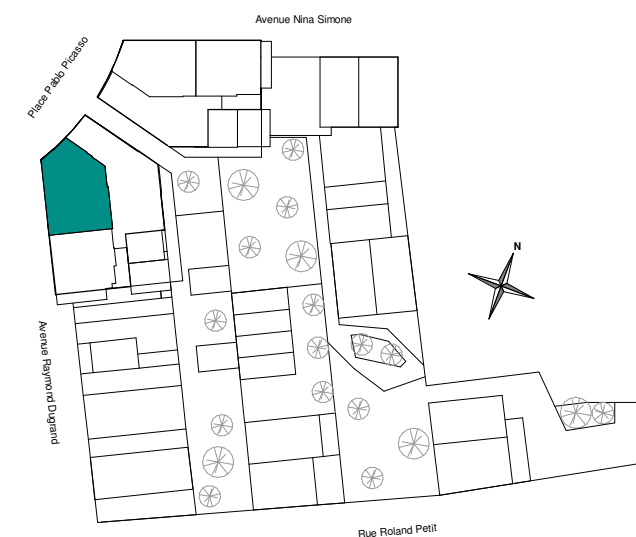 Avenue Nina Simone
Place Pablo Picasso
N
Avenue Raymond Dugrand
Rue Roland Petit